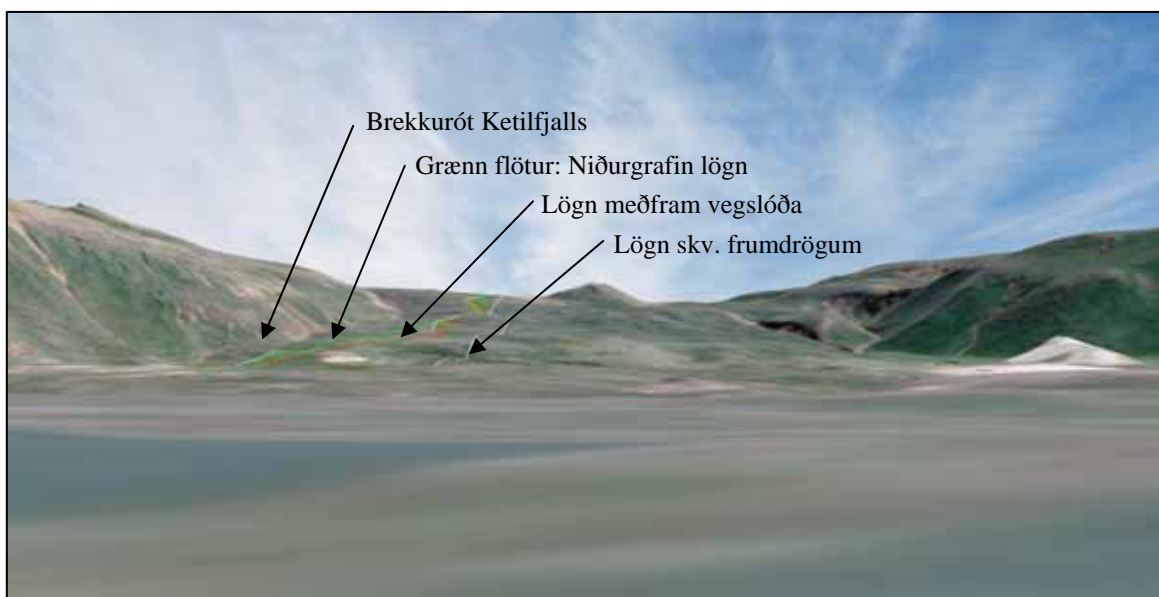 Brekkurót Ketilfjalls
Grænn flötur: Niðurgrafin lögn
Lögn meðfram vegslóða
Lögn skv. frumdrögum